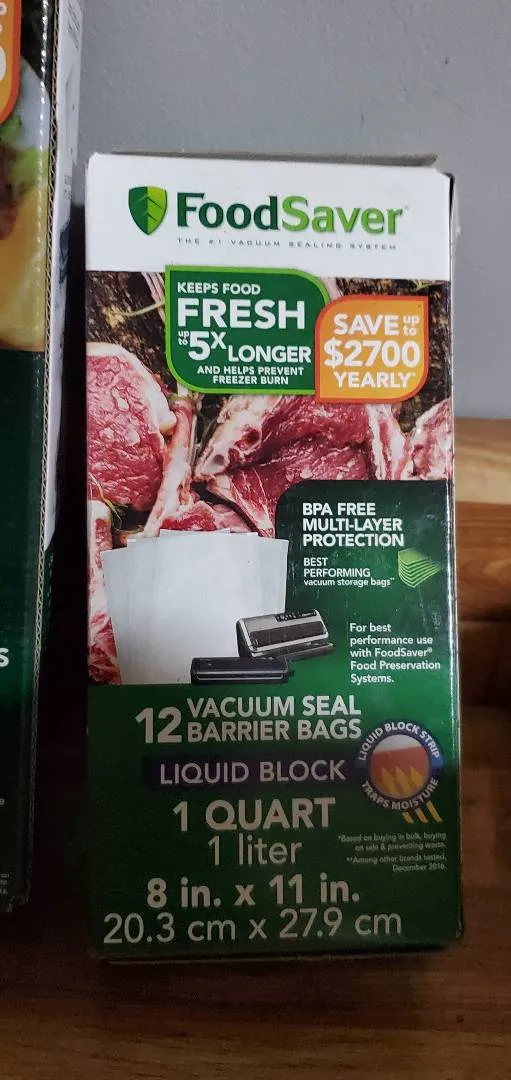 FoodSaver
THE #1 VACUUM SEALING SYSTEM
KEEPS FOOD
FRESH
up to 5X LONGER
AND HELPS PREVENT
FREEZER BURN
SAVE up to
$2700
YEARLY*
BPA FREE
MULTI-LAYER
PROTECTION
BEST
PERFORMING
vacuum storage bags**
For best
performance use
with FoodSaver®
Food Preservation
Systems.
12 VACUUM SEAL
BARRIER BAGS
LIQUID BLOCK
LIQUID BLOCK STRIP
TRAPS MOISTURE
1 QUART
1 liter
*Based on buying in bulk, buying
on sale & preventing waste.
**Among other brands tested,
December 2016.
8 in. x 11 in.
20.3 cm x 27.9 cm
S